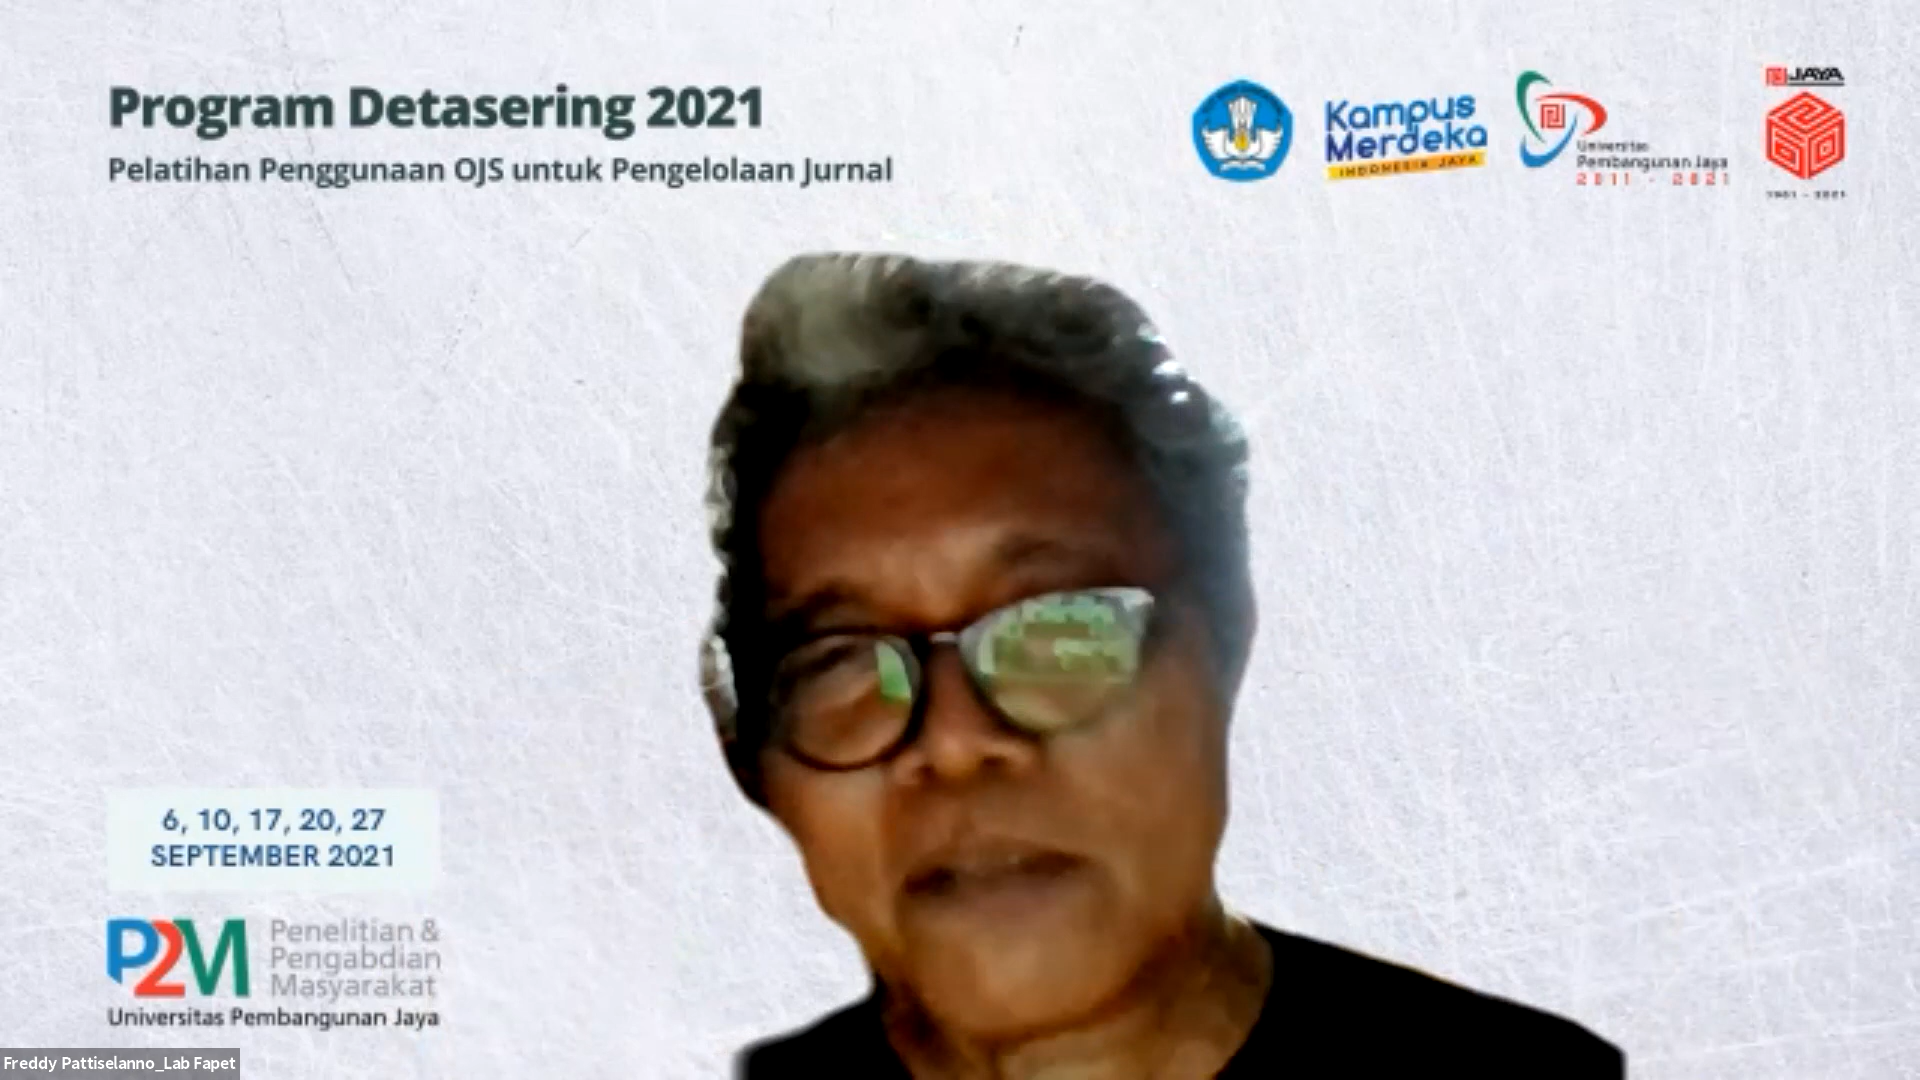 Program Detasering 2021
Pelatihan Penggunaan OJS untuk Pengelolaan Jurnal
Kampus
Merdeka
INDONESIA JAYA
Universitas
Pembangunan Jaya
2011 - 2021
JAYA
6, 10, 17, 20, 27
SEPTEMBER 2021
P2M
Penelitian &
Pengabdian
Masyarakat
Universitas Pembangunan Jaya
Freddy Pattiselanno_Lab Fapet